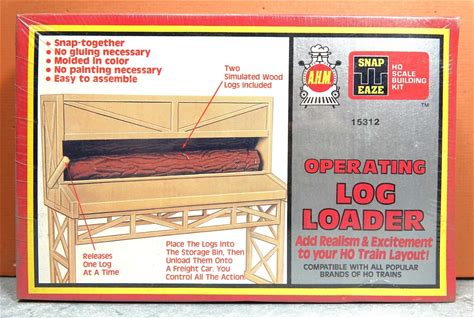 • Snap-together
• No gluing necessary
• Molded in color
• No painting necessary
• Easy to assemble
Two
Simulated Wood
Logs Included
Releases
One Log
At A Time
Place The Logs Into
The Storage Bin, Then
Unload Them Onto
A Freight Car. You
Control All The Action!
A.H.M.
SNAP
EAZE
HO
SCALE
BUILDING
KIT
TM
15312
OPERATING
LOG
LOADER
Add Realism & Excitement
to your HO Train Layout!
COMPATIBLE WITH ALL POPULAR
BRANDS OF HO TRAINS